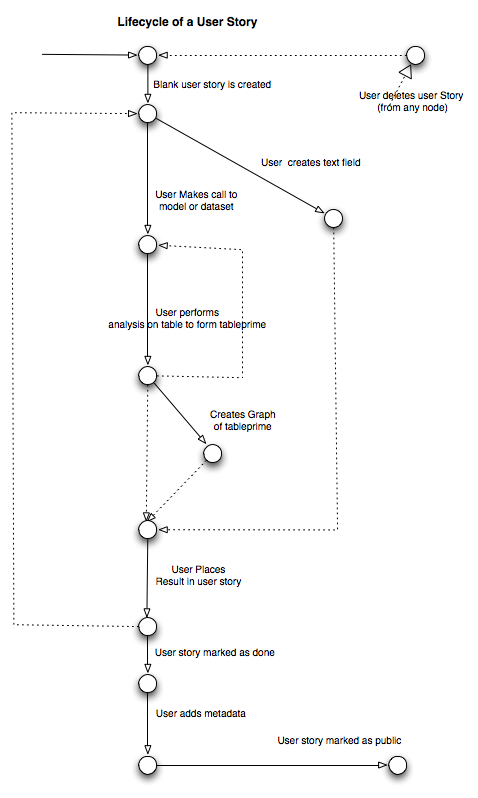 Lifecycle of a User Story
Blank user story is created
User deletes user Story
(from any node)
User creates text field
User Makes call to
model or dataset
User performs
analysis on table to form tableprime
Creates Graph
of tableprime
User Places
Result in user story
User story marked as done
User adds metadata
User story marked as public